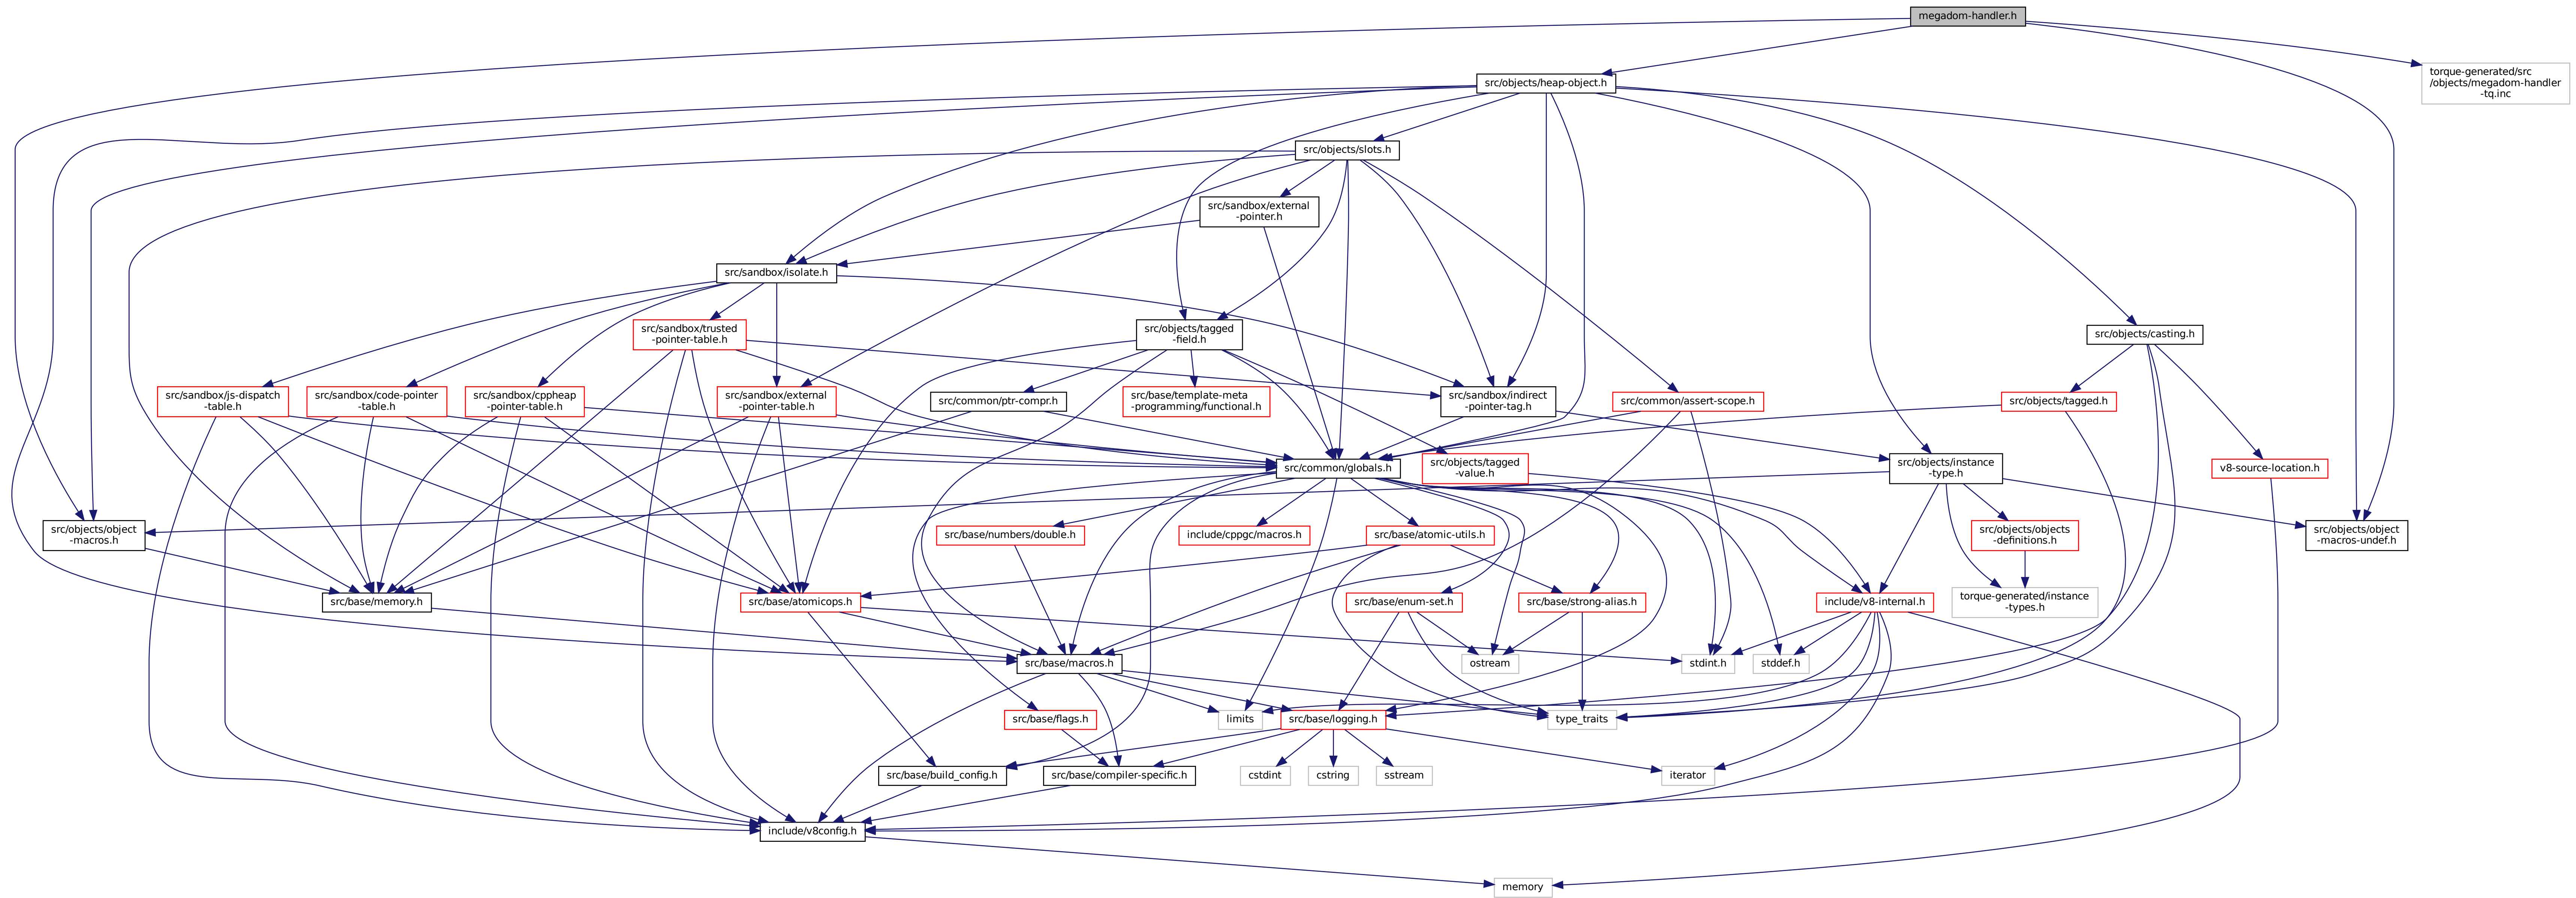 megadom-handler.h
src/objects/heap-object.h
torque-generated/src
/objects/megadom-handler
-tq.inc
src/objects/slots.h
src/sandbox/external
-pointer.h
src/sandbox/isolate.h
src/sandbox/trusted
-pointer-table.h
src/objects/tagged
-field.h
src/objects/casting.h
src/sandbox/js-dispatch
-table.h
src/sandbox/code-pointer
-table.h
src/sandbox/cppheap
-pointer-table.h
src/sandbox/external
-pointer-table.h
src/common/ptr-compr.h
src/base/template-meta
-programming/functional.h
src/sandbox/indirect
-pointer-tag.h
src/common/assert-scope.h
src/objects/tagged.h
src/common/globals.h
src/objects/tagged
-value.h
src/objects/instance
-type.h
v8-source-location.h
src/objects/object
-macros.h
src/base/numbers/double.h
include/cppgc/macros.h
src/base/atomic-utils.h
src/objects/objects
-definitions.h
src/objects/object
-macros-undef.h
src/base/memory.h
src/base/atomicops.h
src/base/enum-set.h
src/base/strong-alias.h
include/v8-internal.h
torque-generated/instance
-types.h
src/base/macros.h
ostream
stdint.h
stddef.h
src/base/flags.h
limits
src/base/logging.h
type_traits
src/base/build_config.h
src/base/compiler-specific.h
cstdint
cstring
sstream
iterator
include/v8config.h
memory